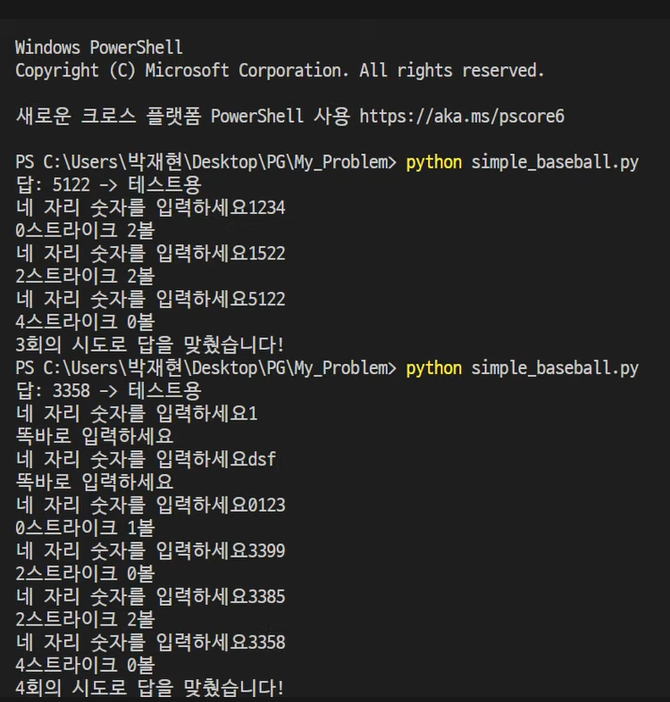 Windows PowerShell
Copyright (C) Microsoft Corporation. All rights reserved.
새로운 크로스 플랫폼 PowerShell 사용 https://aka.ms/pscore6
PS C:\Users\박재현\Desktop\PG\My_Problem> python simple_baseball.py
답: 5122 -> 테스트용
네 자리 숫자를 입력하세요1234
0스트라이크 2볼
네 자리 숫자를 입력하세요1522
2스트라이크 2볼
네 자리 숫자를 입력하세요5122
4스트라이크 0볼
3회의 시도로 답을 맞췄습니다!
PS C:\Users\박재현\Desktop\PG\My_Problem> python simple_baseball.py
답: 3358 -> 테스트용
네 자리 숫자를 입력하세요1
똑바로 입력하세요
네 자리 숫자를 입력하세요dsf
똑바로 입력하세요
네 자리 숫자를 입력하세요0123
0스트라이크 1볼
네 자리 숫자를 입력하세요3399
2스트라이크 0볼
네 자리 숫자를 입력하세요3385
2스트라이크 2볼
네 자리 숫자를 입력하세요3358
4스트라이크 0볼
4회의 시도로 답을 맞췄습니다!